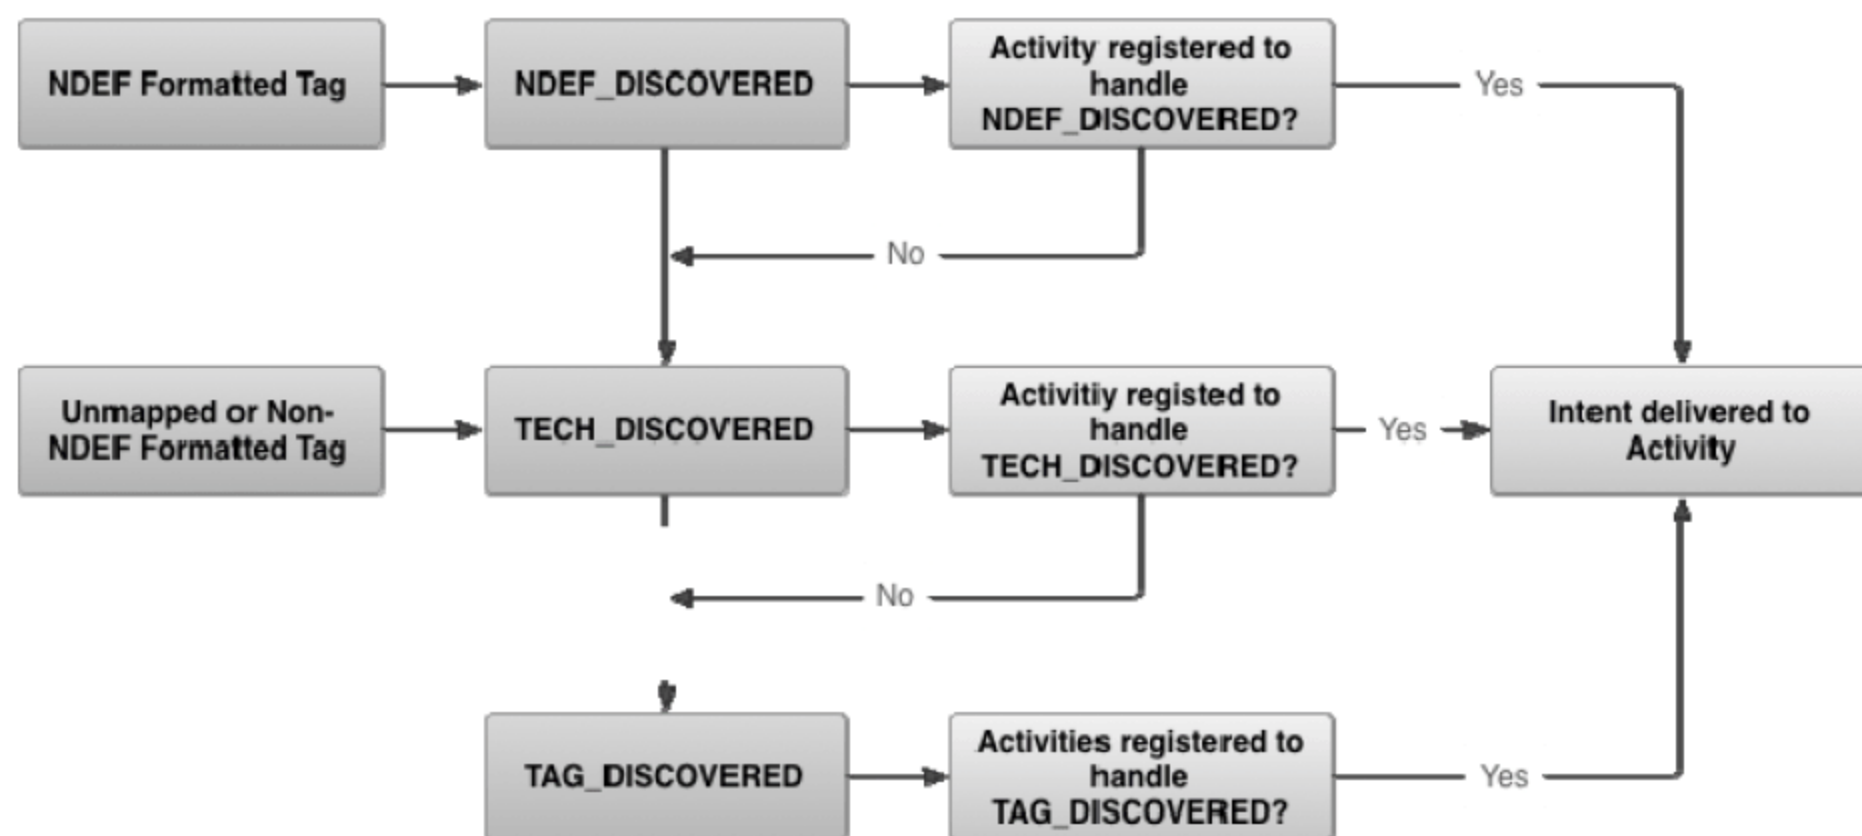 NDEF Formatted Tag
NDEF_DISCOVERED
Activity registered to
handle
NDEF_DISCOVERED?
Yes
No
Unmapped or Non-
NDEF Formatted Tag
TECH_DISCOVERED
Activitiy registed to
handle
TECH_DISCOVERED?
Yes
Intent delivered to
Activity
No
TAG_DISCOVERED
Activities registered to
handle
TAG_DISCOVERED?
Yes